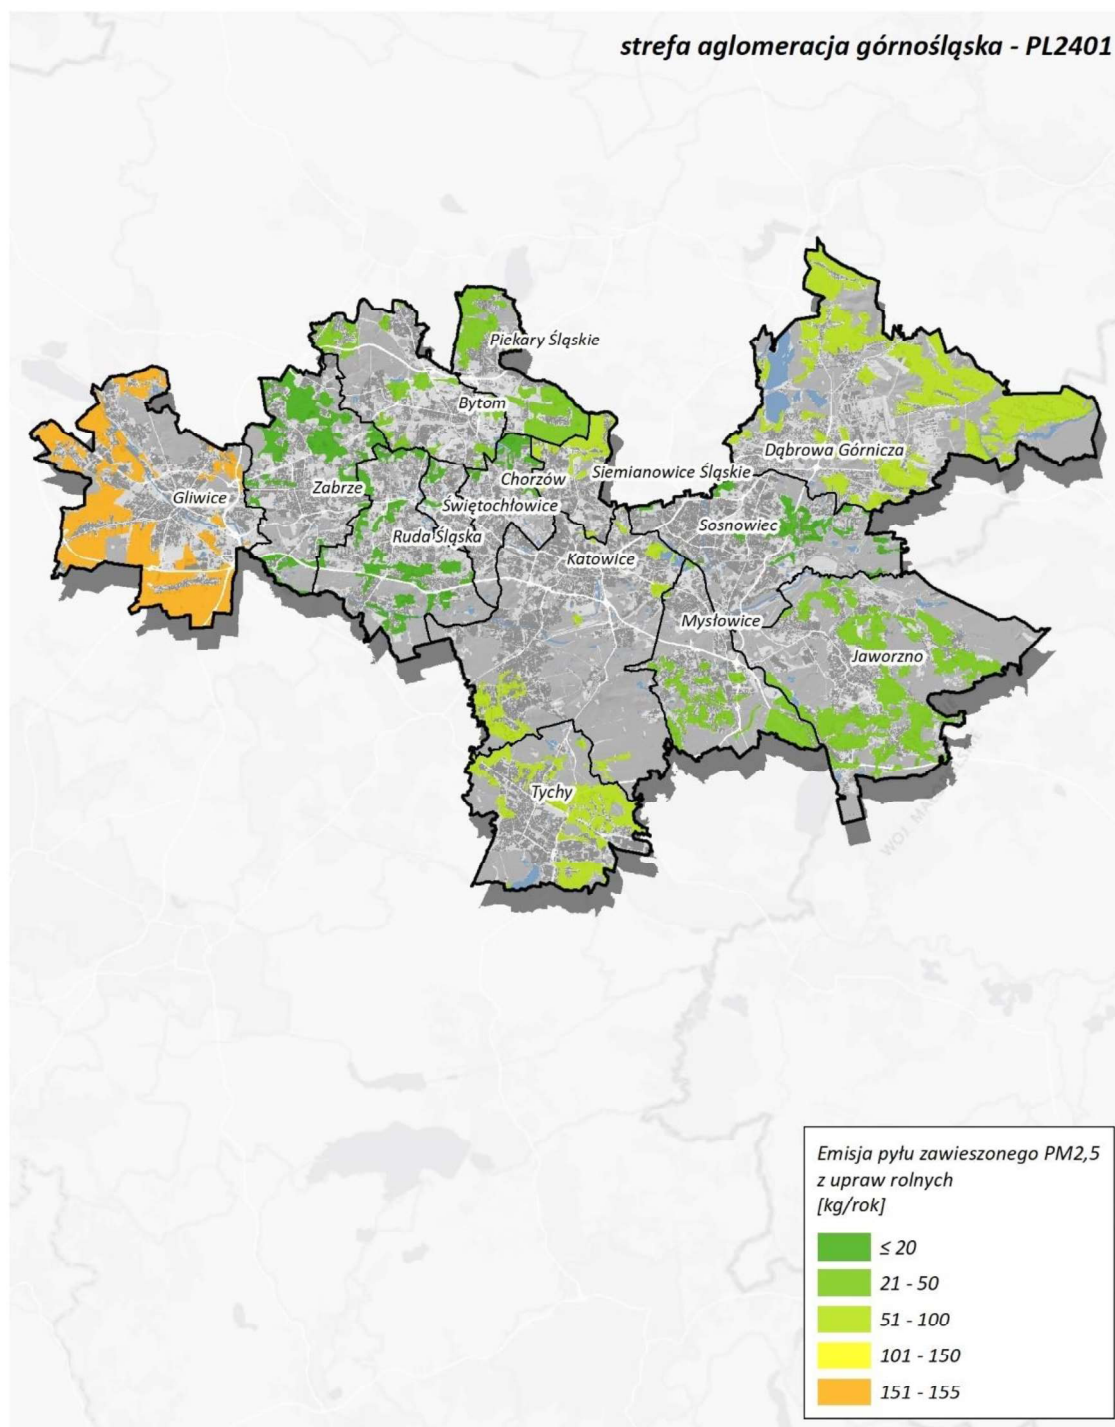 strefa aglomeracja górnośląska - PL2401
Piekary Śląskie
Bytom
Dąbrowa Górnicza
Siemianowice Śląskie
Chorzów
Zabrze
Gliwice
Świętochłowice
Sosnowiec
Ruda Śląska
Katowice
Mysłowice
Jaworzno
Tychy
Emisja pyłu zawieszonego PM2,5
z upraw rolnych
[kg/rok]
≤ 20
21 - 50
51 - 100
101 - 150
151 - 155